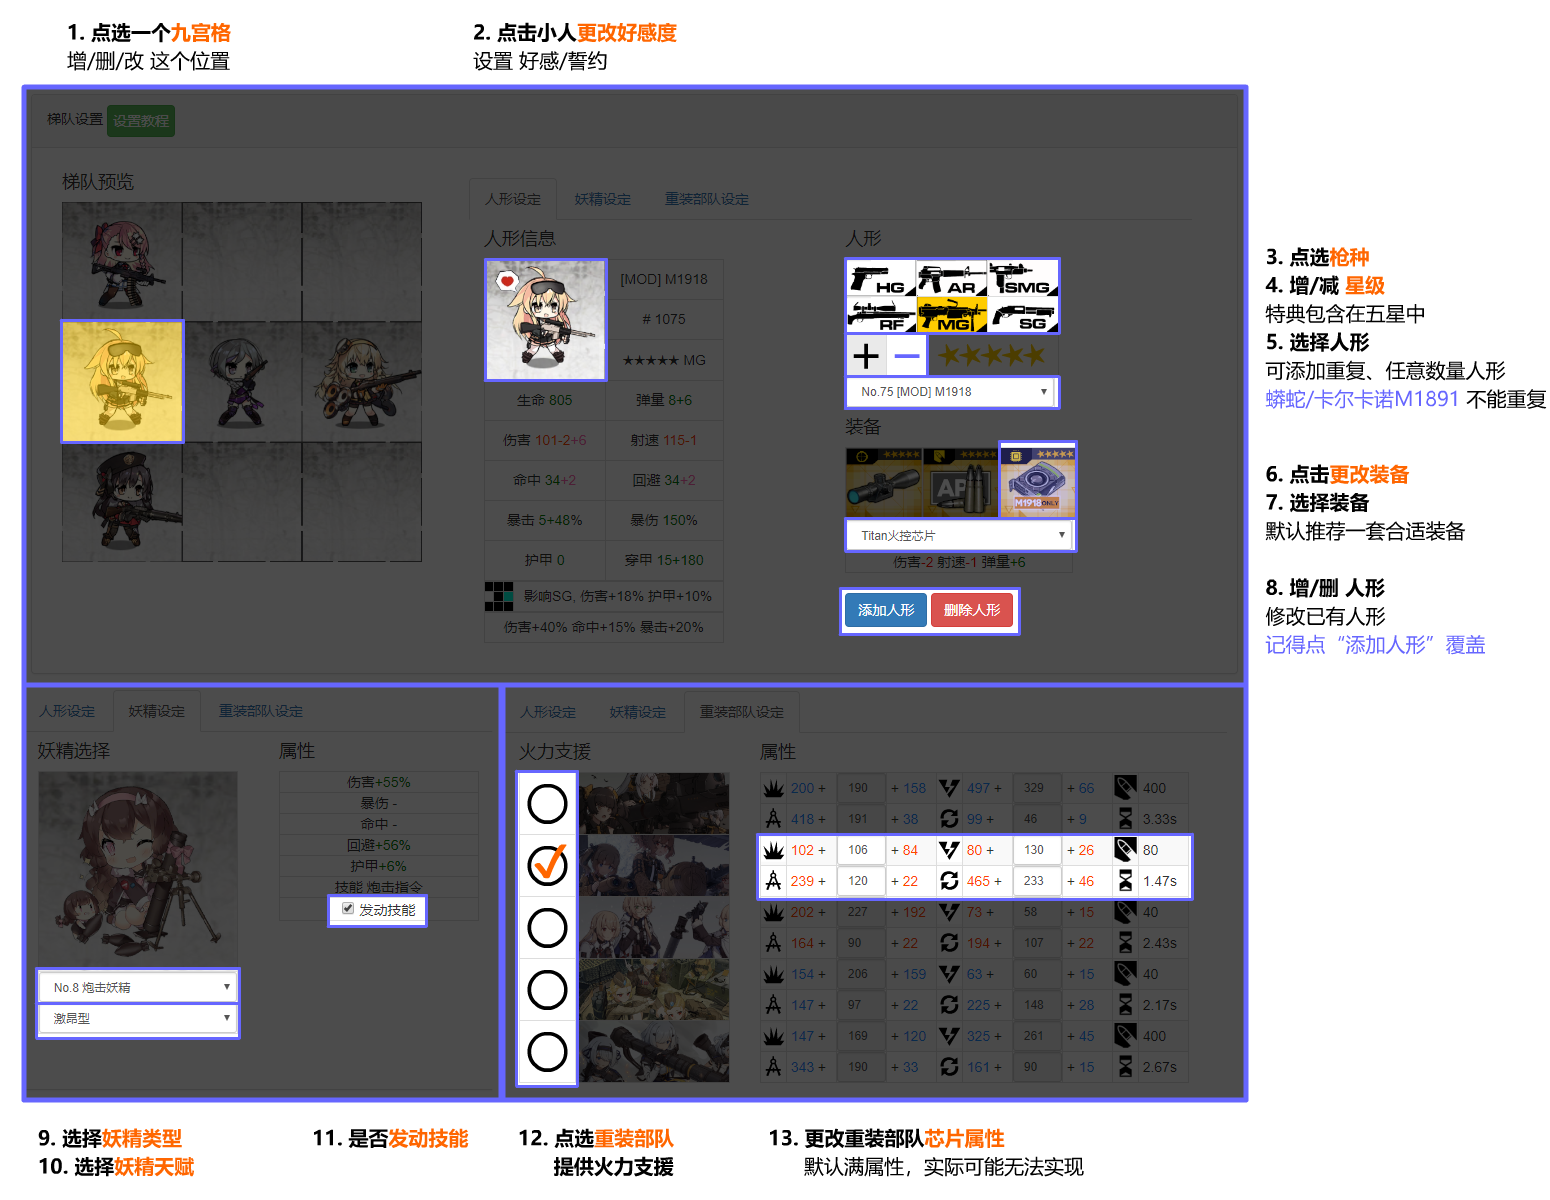 1. 点选一个九宫格
增/删/改 这个位置
2. 点击小人更改好感度
设置 好感/誓约
梯队设置 设置教程
梯队预览
人形设定 妖精设定 重装部队设定
人形信息
[MOD] M1918
# 1075
★★★★★ MG
生命 805 弹量 8+6
伤害 101-2+6 射速 115-1
命中 34+2 回避 34+2
暴击 5+48% 暴伤 150%
护甲 0 穿甲 15+180
影响SG, 伤害+18% 护甲+10%
伤害+40% 命中+15% 暴击+20%
人形
HG AR SMG
RF MG SG
+ − ★★★★★
No.75 [MOD] M1918
装备
AP
M1918ONLY
Titan火控芯片
伤害-2 射速-1 弹量+6
添加人形 删除人形
3. 点选枪种
4. 增/减 星级
特典包含在五星中
5. 选择人形
可添加重复、任意数量人形
蟒蛇/卡尔卡诺M1891 不能重复
6. 点击更改装备
7. 选择装备
默认推荐一套合适装备
8. 增/删 人形
修改已有人形
记得点“添加人形”覆盖
人形设定 妖精设定 重装部队设定
妖精选择
属性
伤害+55%
暴伤 -
命中 -
回避+56%
护甲+6%
技能 炮击指令
发动技能
No.8 炮击妖精
激昂型
人形设定 妖精设定 重装部队设定
火力支援
属性
200 + 190 + 158 497 + 329 + 66 400
418 + 191 + 38 99 + 46 + 9 3.33s
102 + 106 + 84 80 + 130 + 26 80
239 + 120 + 22 465 + 233 + 46 1.47s
202 + 227 + 192 73 + 58 + 15 40
164 + 90 + 22 194 + 107 + 22 2.43s
154 + 206 + 159 63 + 60 + 15 40
147 + 97 + 22 225 + 148 + 28 2.17s
147 + 169 + 120 325 + 261 + 45 400
343 + 190 + 33 161 + 90 + 15 2.67s
9. 选择妖精类型
10. 选择妖精天赋
11. 是否发动技能
12. 点选重装部队
提供火力支援
13. 更改重装部队芯片属性
默认满属性，实际可能无法实现